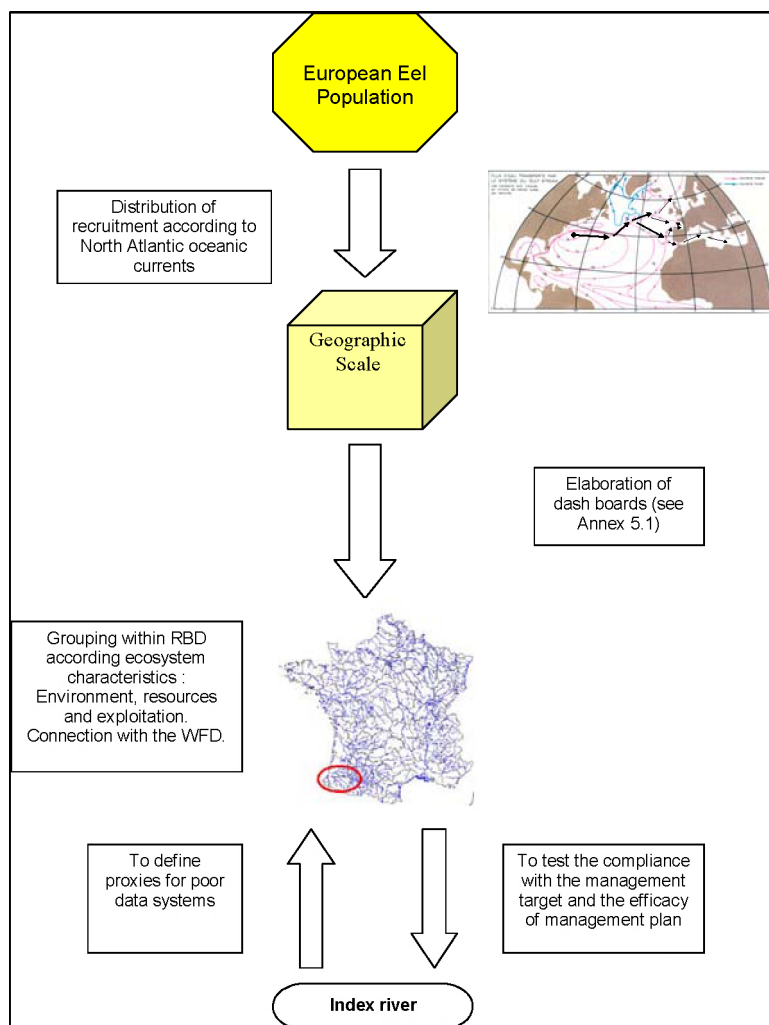 European Eel
Population
Distribution of
recruitment according to
North Atlantic oceanic
currents
Geographic
Scale
Elaboration of
dash boards (see
Annex 5.1)
Grouping within RBD
according ecosystem
characteristics :
Environment, resources
and exploitation.
Connection with the WFD.
To define
proxies for poor
data systems
To test the compliance
with the management
target and the efficacy
of management plan
Index river